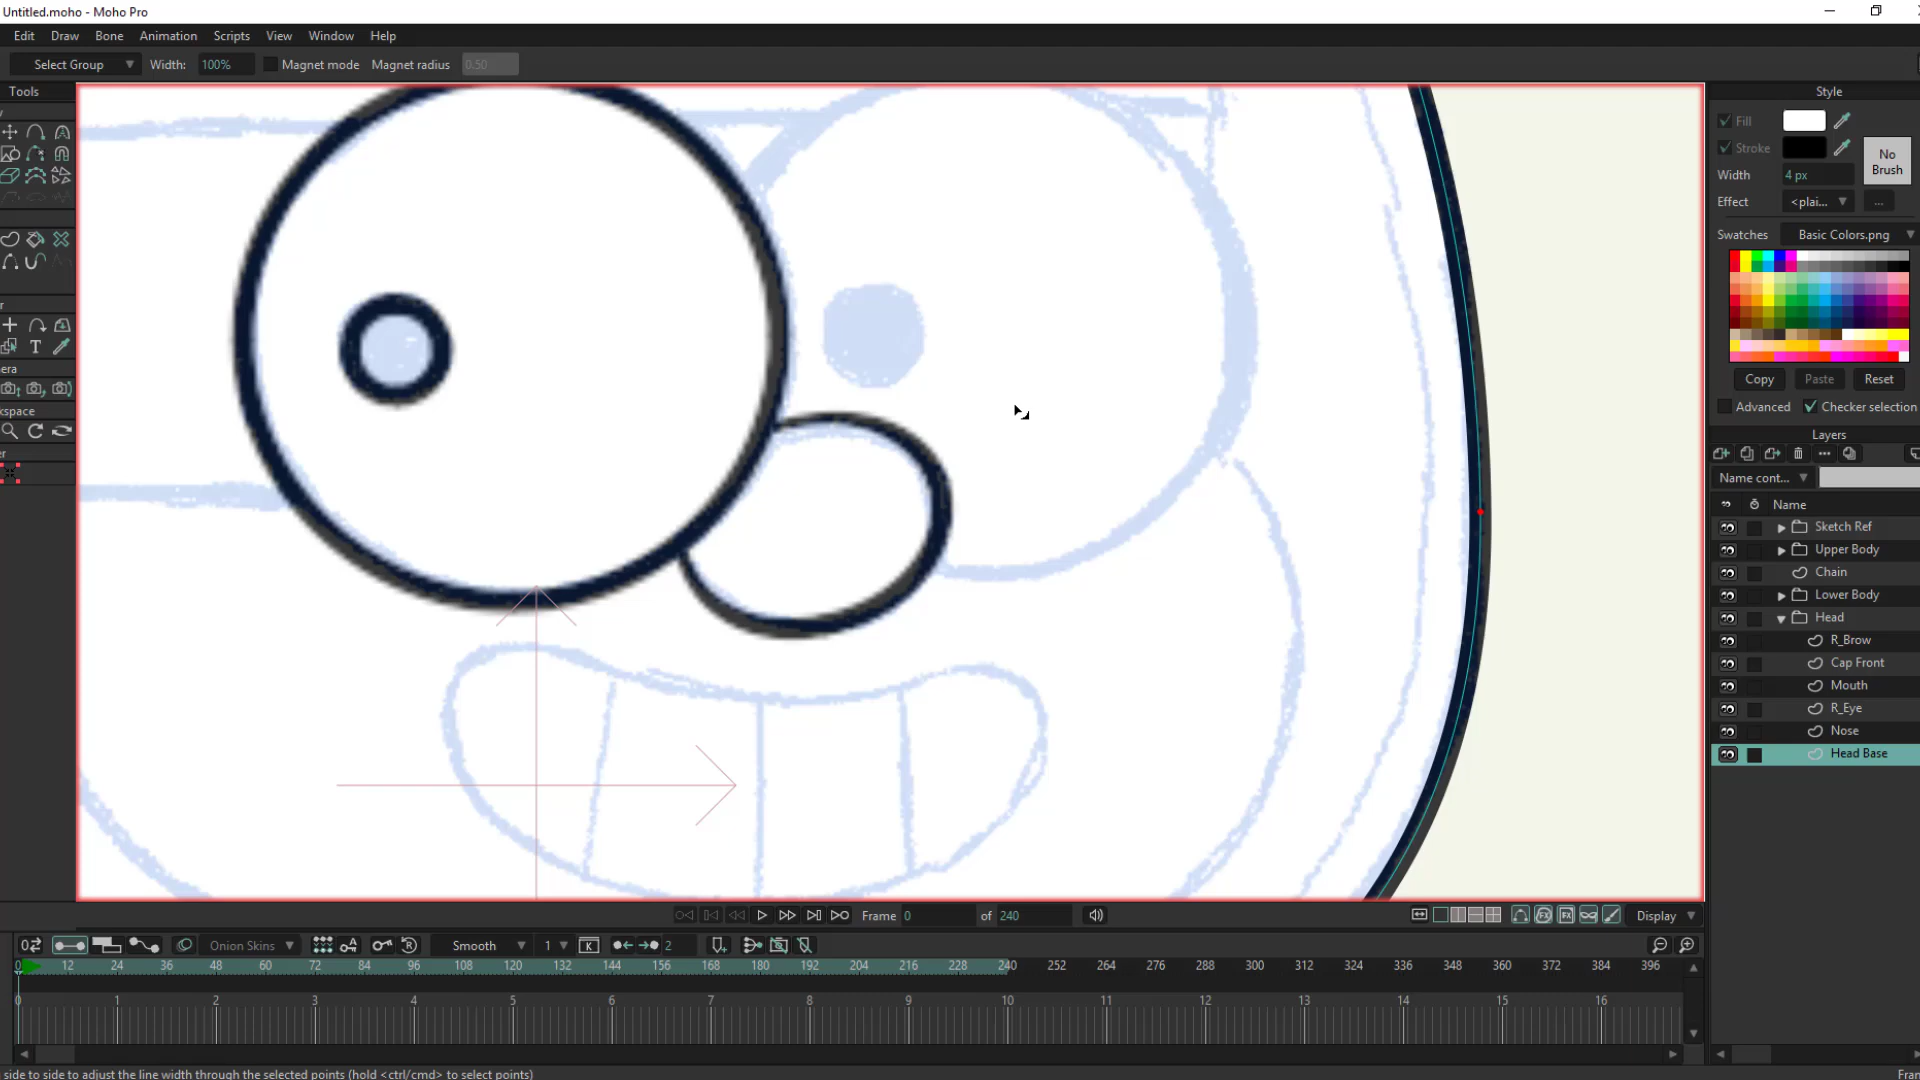 Untitled.moho - Moho Pro
Edit Draw Bone Animation Scripts View Window Help
Select Group Width: 100% Magnet mode Magnet radius 0.50
Tools
Style
Fill
Stroke
No Brush
Width 4 px
Effect <plai... ...
Swatches Basic Colors.png
Copy Paste Reset
Advanced Checker selection
Layers
Name cont...
Name
Sketch Ref
Upper Body
Chain
Lower Body
Head
R_Brow
Cap Front
Mouth
R_Eye
Nose
Head Base
Frame 0 of 240
Display
Onion Skins Smooth 1 2
0 12 24 36 48 60 72 84 96 108 120 132 144 156 168 180 192 204 216 228 240 252 264 276 288 300 312 324 336 348 360 372 384 396
0 1 2 3 4 5 6 7 8 9 10 11 12 13 14 15 16
side to side to adjust the line width through the selected points (hold <ctrl/cmd> to select points)